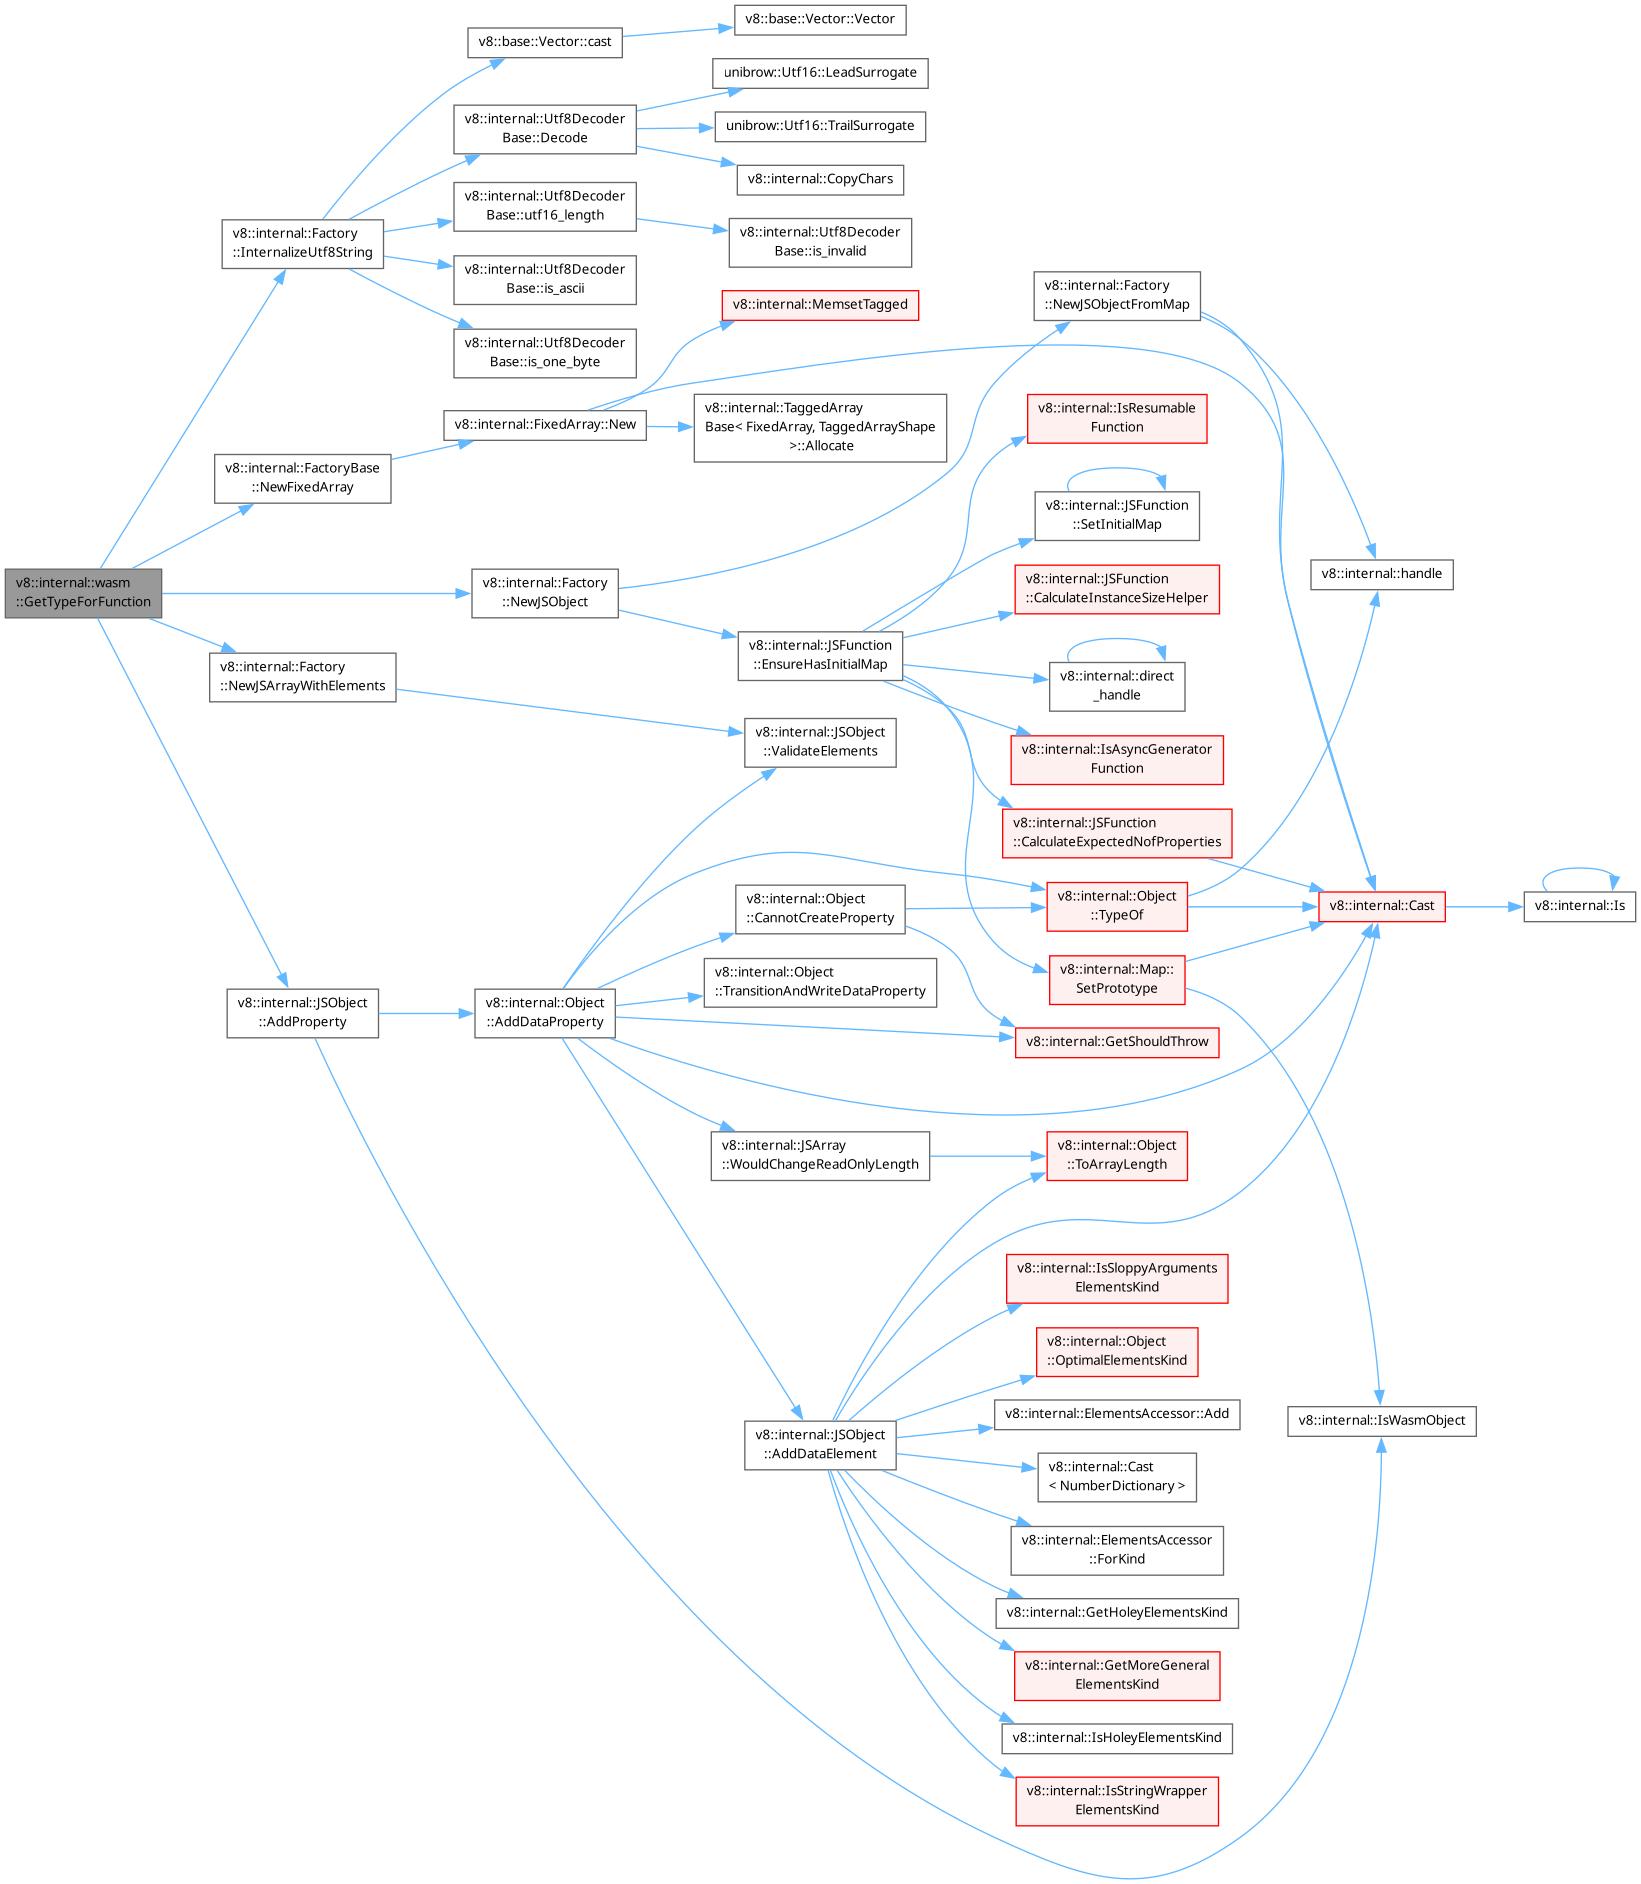 v8::internal::wasm
::GetTypeForFunction
v8::internal::Factory
::InternalizeUtf8String
v8::base::Vector::cast
v8::base::Vector::Vector
v8::internal::Utf8Decoder
Base::Decode
unibrow::Utf16::LeadSurrogate
unibrow::Utf16::TrailSurrogate
v8::internal::CopyChars
v8::internal::Utf8Decoder
Base::utf16_length
v8::internal::Utf8Decoder
Base::is_invalid
v8::internal::Utf8Decoder
Base::is_ascii
v8::internal::Utf8Decoder
Base::is_one_byte
v8::internal::FactoryBase
::NewFixedArray
v8::internal::FixedArray::New
v8::internal::MemsetTagged
v8::internal::TaggedArray
Base< FixedArray, TaggedArrayShape
>::Allocate
v8::internal::Factory
::NewJSObject
v8::internal::Factory
::NewJSObjectFromMap
v8::internal::JSFunction
::EnsureHasInitialMap
v8::internal::IsResumable
Function
v8::internal::JSFunction
::SetInitialMap
v8::internal::JSFunction
::CalculateInstanceSizeHelper
v8::internal::direct
_handle
v8::internal::IsAsyncGenerator
Function
v8::internal::JSFunction
::CalculateExpectedNofProperties
v8::internal::handle
v8::internal::Factory
::NewJSArrayWithElements
v8::internal::JSObject
::ValidateElements
v8::internal::JSObject
::AddProperty
v8::internal::Object
::AddDataProperty
v8::internal::Object
::CannotCreateProperty
v8::internal::Object
::TypeOf
v8::internal::Cast
v8::internal::Is
v8::internal::Object
::TransitionAndWriteDataProperty
v8::internal::Map::
SetPrototype
v8::internal::GetShouldThrow
v8::internal::JSArray
::WouldChangeReadOnlyLength
v8::internal::Object
::ToArrayLength
v8::internal::JSObject
::AddDataElement
v8::internal::IsSloppyArguments
ElementsKind
v8::internal::Object
::OptimalElementsKind
v8::internal::ElementsAccessor::Add
v8::internal::Cast
< NumberDictionary >
v8::internal::ElementsAccessor
::ForKind
v8::internal::GetHoleyElementsKind
v8::internal::GetMoreGeneral
ElementsKind
v8::internal::IsHoleyElementsKind
v8::internal::IsStringWrapper
ElementsKind
v8::internal::IsWasmObject